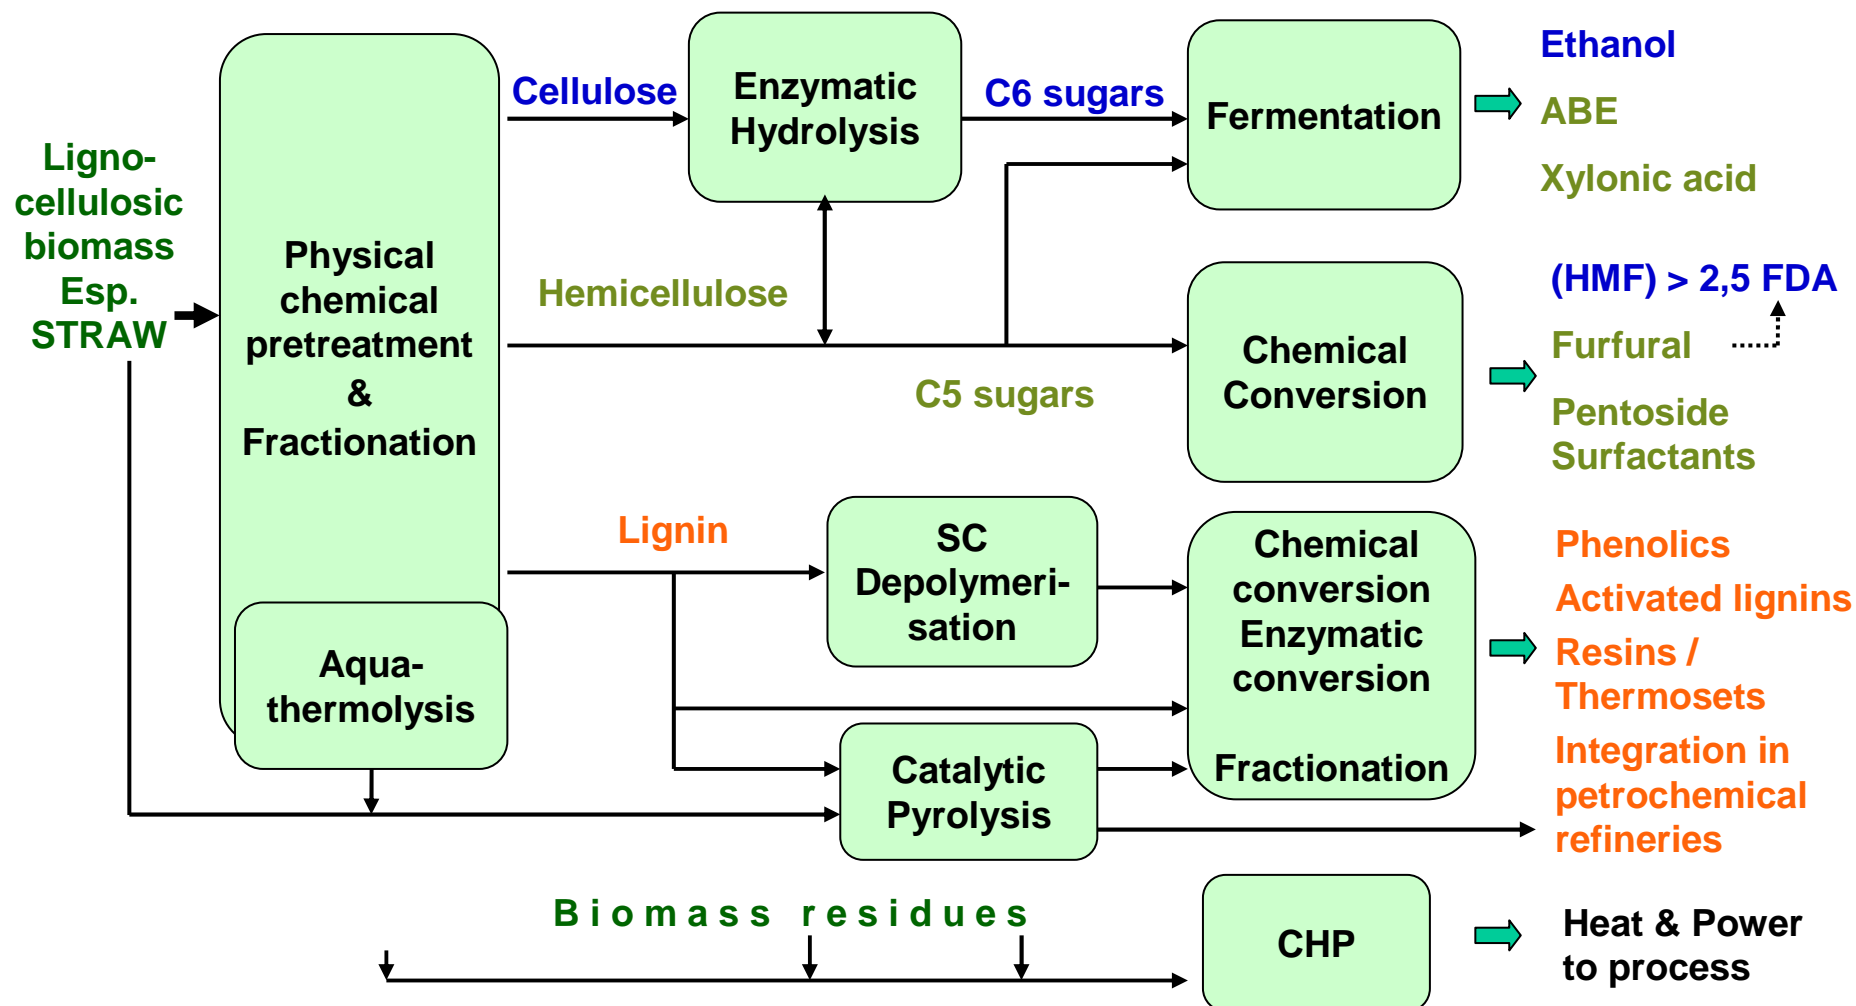 Ligno-
cellulosic
biomass
Esp.
STRAW
Physical
chemical
pretreatment
&
Fractionation
Aqua-
thermolysis
Cellulose
Enzymatic
Hydrolysis
C6 sugars
Fermentation
Ethanol
ABE
Xylonic acid
Hemicellulose
C5 sugars
Chemical
Conversion
(HMF) > 2,5 FDA
Furfural
Pentoside
Surfactants
Lignin
SC
Depolymeri-
sation
Catalytic
Pyrolysis
Chemical
conversion
Enzymatic
conversion
Fractionation
Phenolics
Activated lignins
Resins /
Thermosets
Integration in
petrochemical
refineries
Biomass residues
CHP
Heat & Power
to process